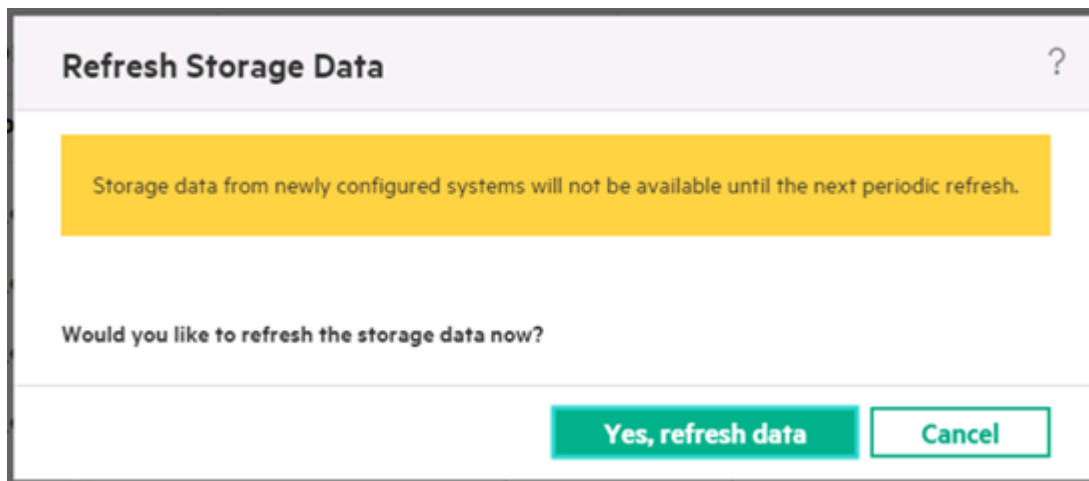 Refresh Storage Data
?
Storage data from newly configured systems will not be available until the next periodic refresh.
Would you like to refresh the storage data now?
Yes, refresh data
Cancel